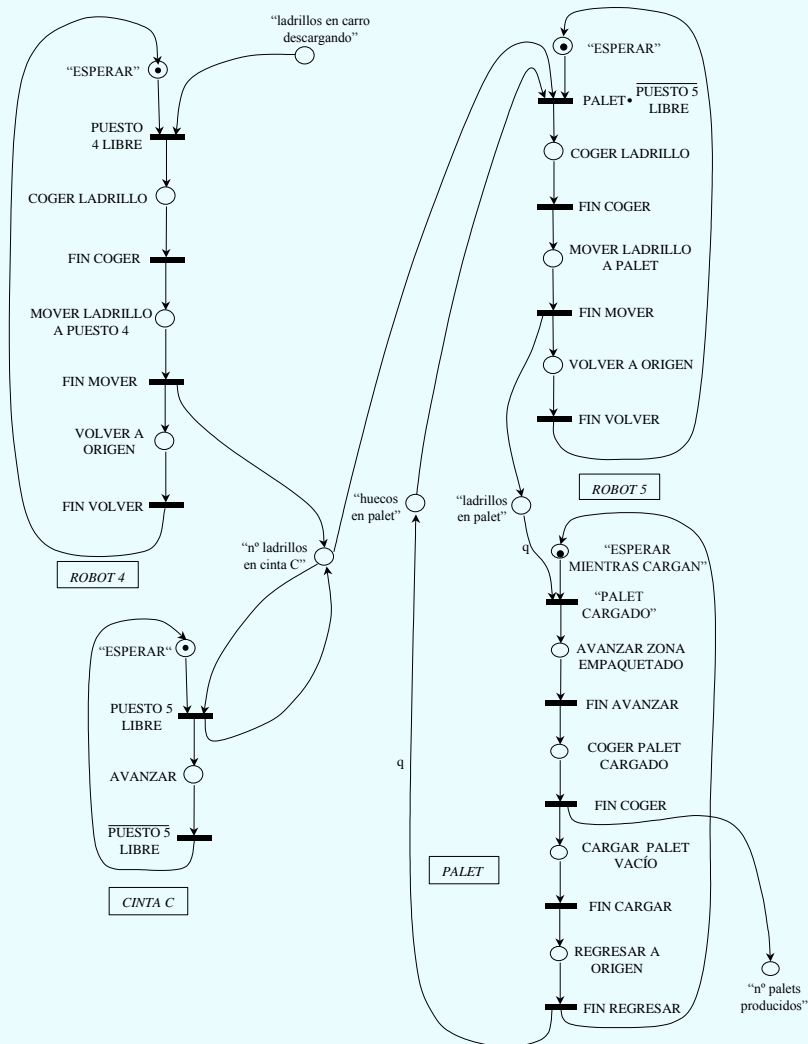 “ladrillos en carro
descargando”
“ESPERAR”
PUESTO
4 LIBRE
COGER LADRILLO
FIN COGER
MOVER LADRILLO
A PUESTO 4
FIN MOVER
VOLVER A
ORIGEN
FIN VOLVER
ROBOT 4
“nº ladrillos
en cinta C”
“ESPERAR“
PUESTO 5
LIBRE
AVANZAR
PUESTO 5
LIBRE
CINTA C
“ESPERAR”
PALET• PUESTO 5
LIBRE
COGER LADRILLO
FIN COGER
MOVER LADRILLO
A PALET
FIN MOVER
VOLVER A ORIGEN
FIN VOLVER
ROBOT 5
“huecos
en palet”
“ladrillos
en palet”
q
“ESPERAR
MIENTRAS CARGAN”
“PALET
CARGADO”
AVANZAR ZONA
EMPAQUETADO
FIN AVANZAR
q
COGER PALET
CARGADO
FIN COGER
CARGAR PALET
VACÍO
PALET
FIN CARGAR
REGRESAR A
ORIGEN
“nº palets
producidos”
FIN REGRESAR